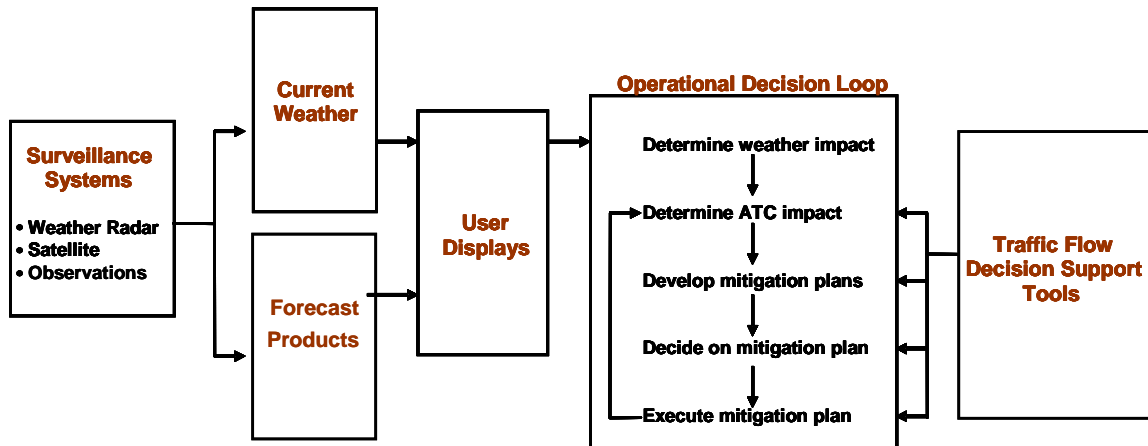 Surveillance
Systems
• Weather Radar
• Satellite
• Observations
Current
Weather
Forecast
Products
User
Displays
Operational Decision Loop
Determine weather impact
Determine ATC impact
Develop mitigation plans
Decide on mitigation plan
Execute mitigation plan
Traffic Flow
Decision Support
Tools